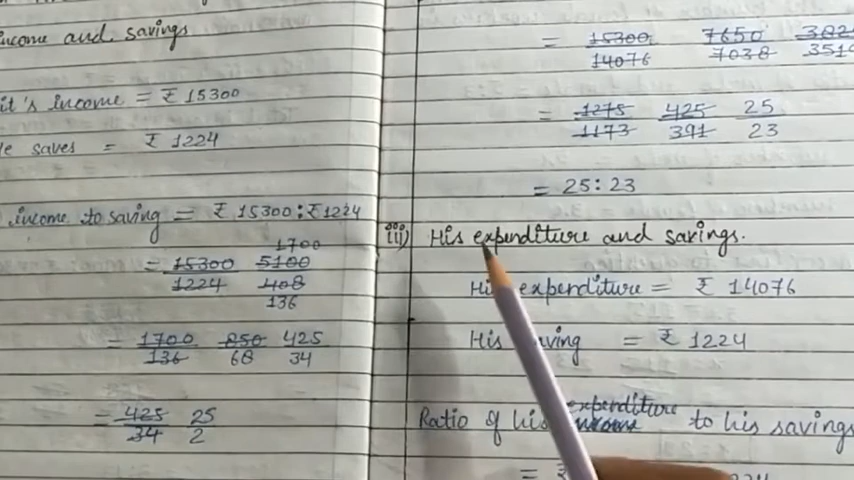 income and savings
it's income = ₹ 15300
e saves = ₹ 1224
income to saving = ₹ 15300 : ₹ 1224
1700
= 15300 5100
1224 408
136
= 1700 850 425
136 68 34
= 425 25
34 2
= 15300 7650 382
14076 7038 351
= 1275 425 25
1173 391 23
= 25 : 23
iii) His expenditure and savings.
His expenditure = ₹ 14076
His saving = ₹ 1224
expenditure
Ratio of his income to his savings
= ₹